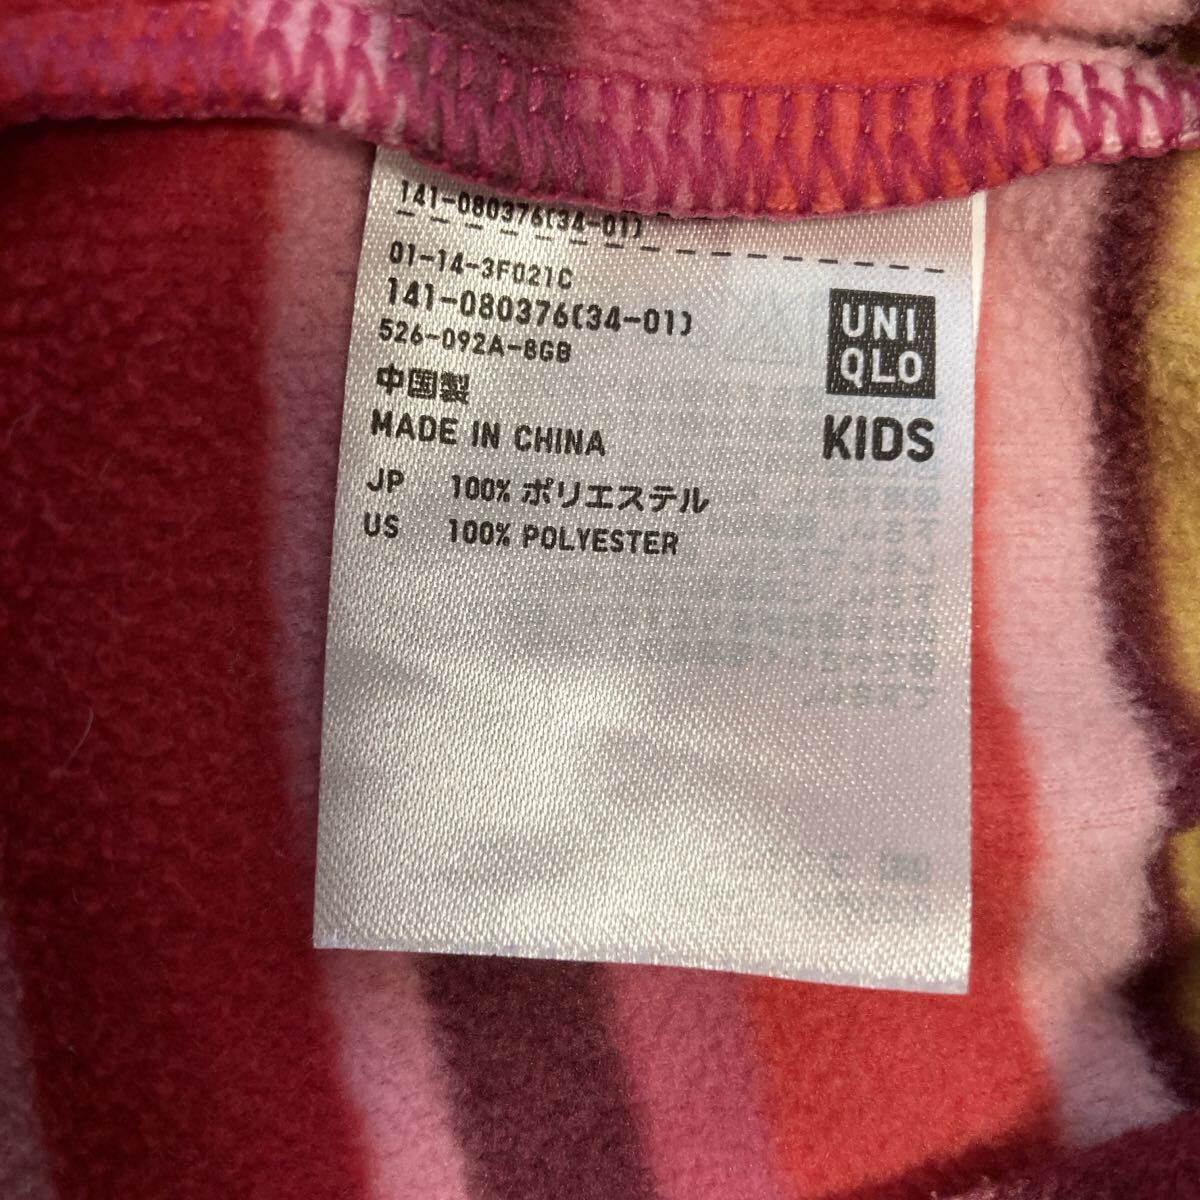 141-080376(34-01)
01-14-3F021C
141-080376(34-01)
526-092A-8GB
中国製
MADE IN CHINA
JP 100% ポリエステル
US 100% POLYESTER
UNI
QLO
KIDS